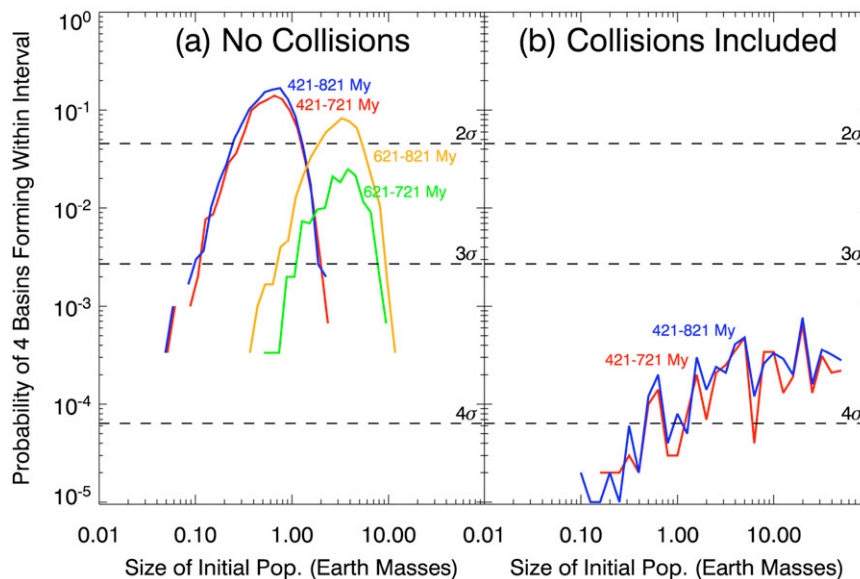 (a) No Collisions
(b) Collisions Included
Probability of 4 Basins Forming Within Interval
10^0
10^-1
10^-2
10^-3
10^-4
10^-5
421-821 My
421-721 My
621-821 My
621-721 My
2σ
3σ
4σ
421-821 My
421-721 My
2σ
3σ
4σ
0.01 0.10 1.00 10.00
0.01 0.10 1.00 10.00
Size of Initial Pop. (Earth Masses)
Size of Initial Pop. (Earth Masses)